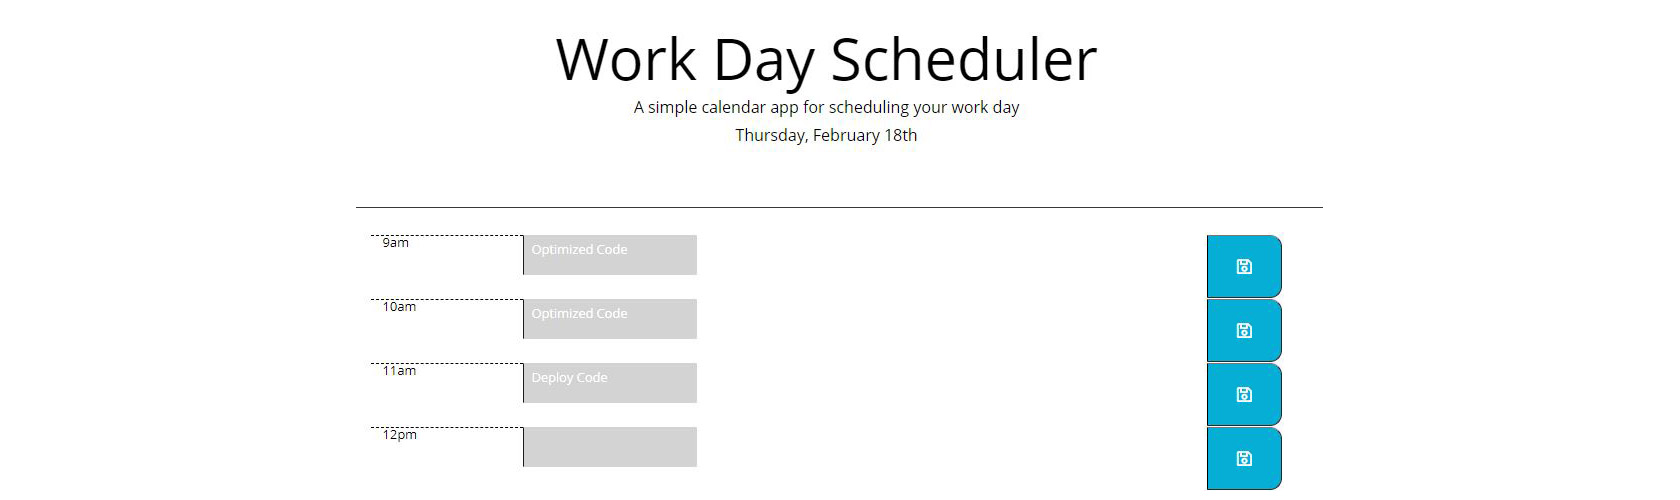 Work Day Scheduler
A simple calendar app for scheduling your work day
Thursday, February 18th
9am
Optimized Code
10am
Optimized Code
11am
Deploy Code
12pm